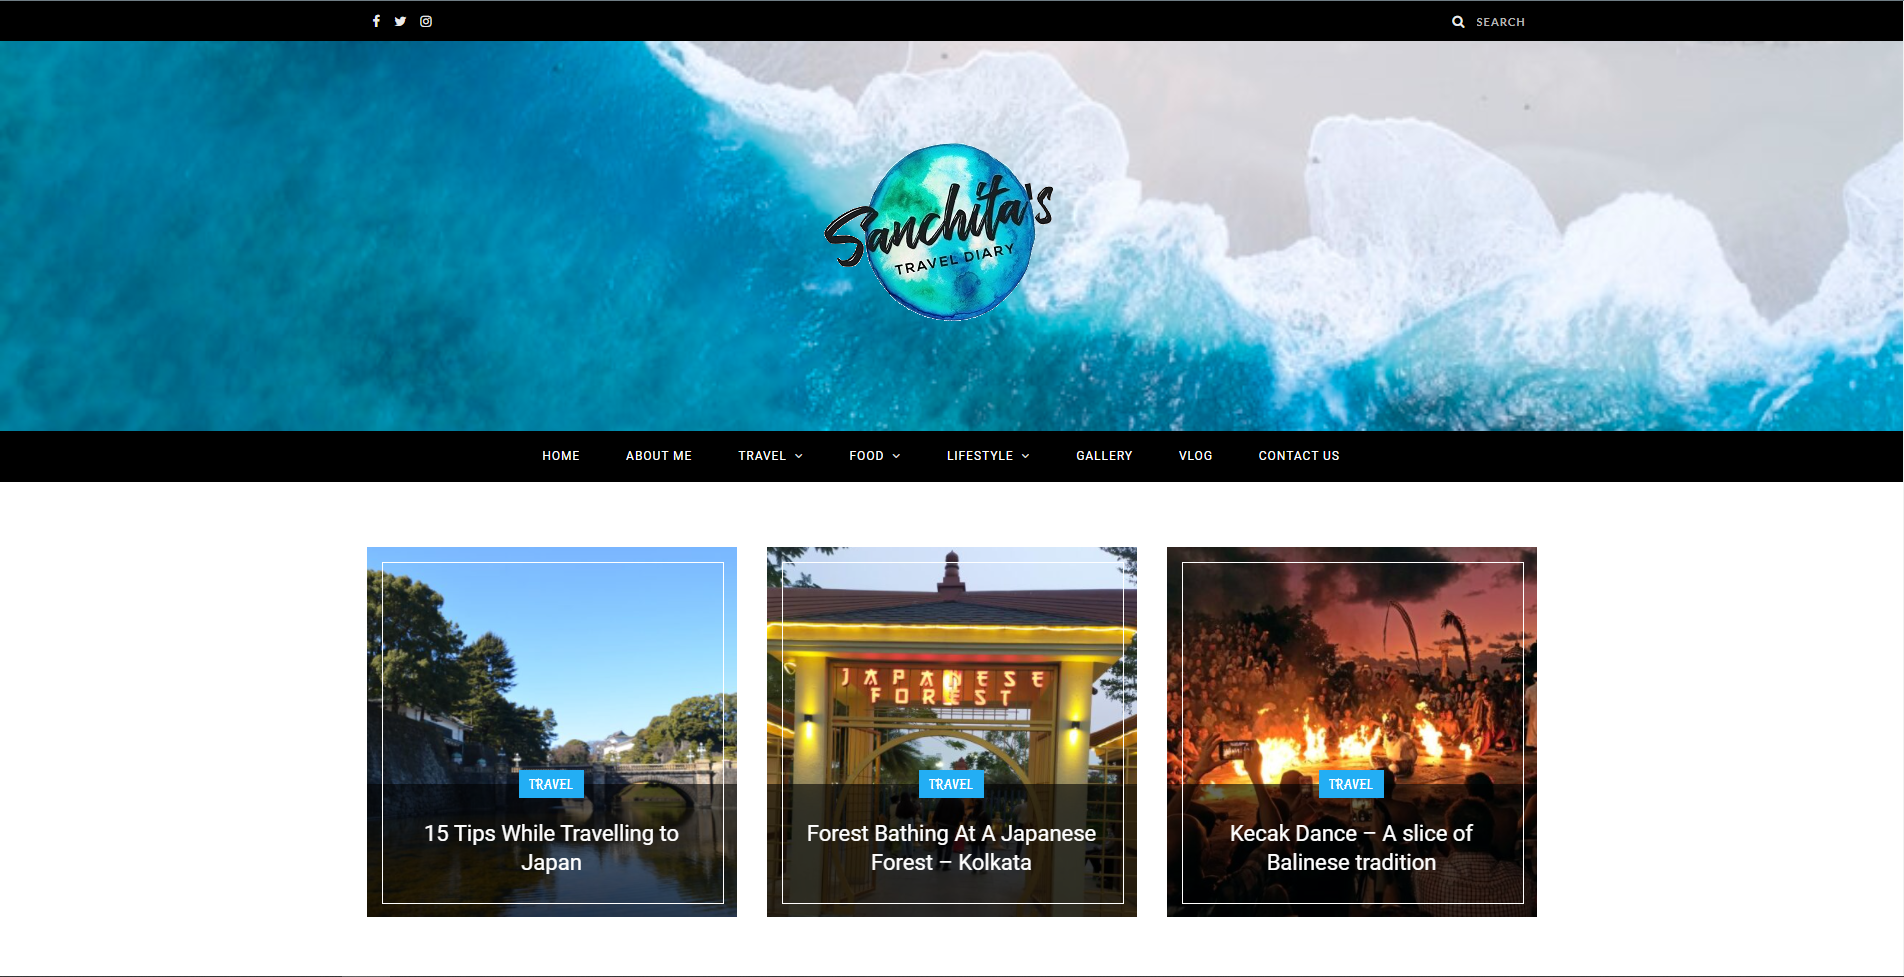 SEARCH
Sanchita's
TRAVEL DIARY
HOME ABOUT ME TRAVEL FOOD LIFESTYLE GALLERY VLOG CONTACT US
JAPANESE
FOREST
TRAVEL
15 Tips While Travelling to
Japan
TRAVEL
Forest Bathing At A Japanese
Forest – Kolkata
TRAVEL
Kecak Dance – A slice of
Balinese tradition